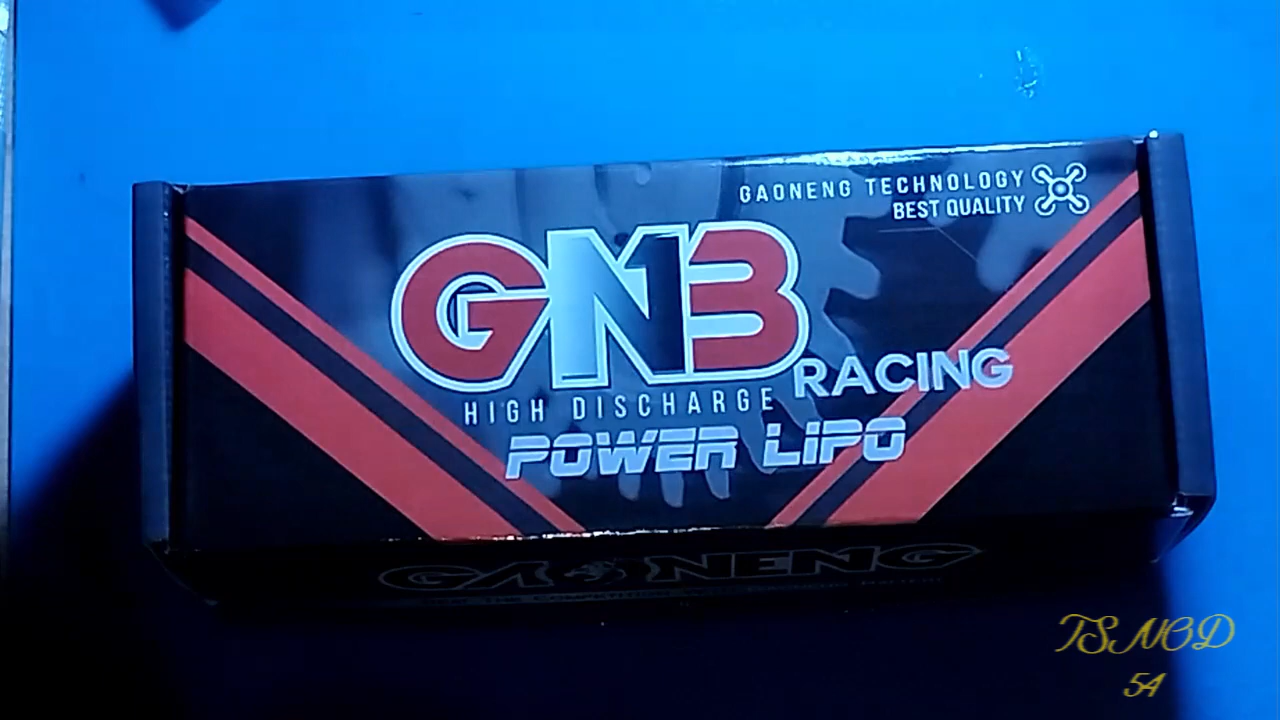 GAONENG TECHNOLOGY
BEST QUALITY
GNB
RACING
HIGH DISCHARGE
POWER LIPO
GAONENG
TSNOD
54